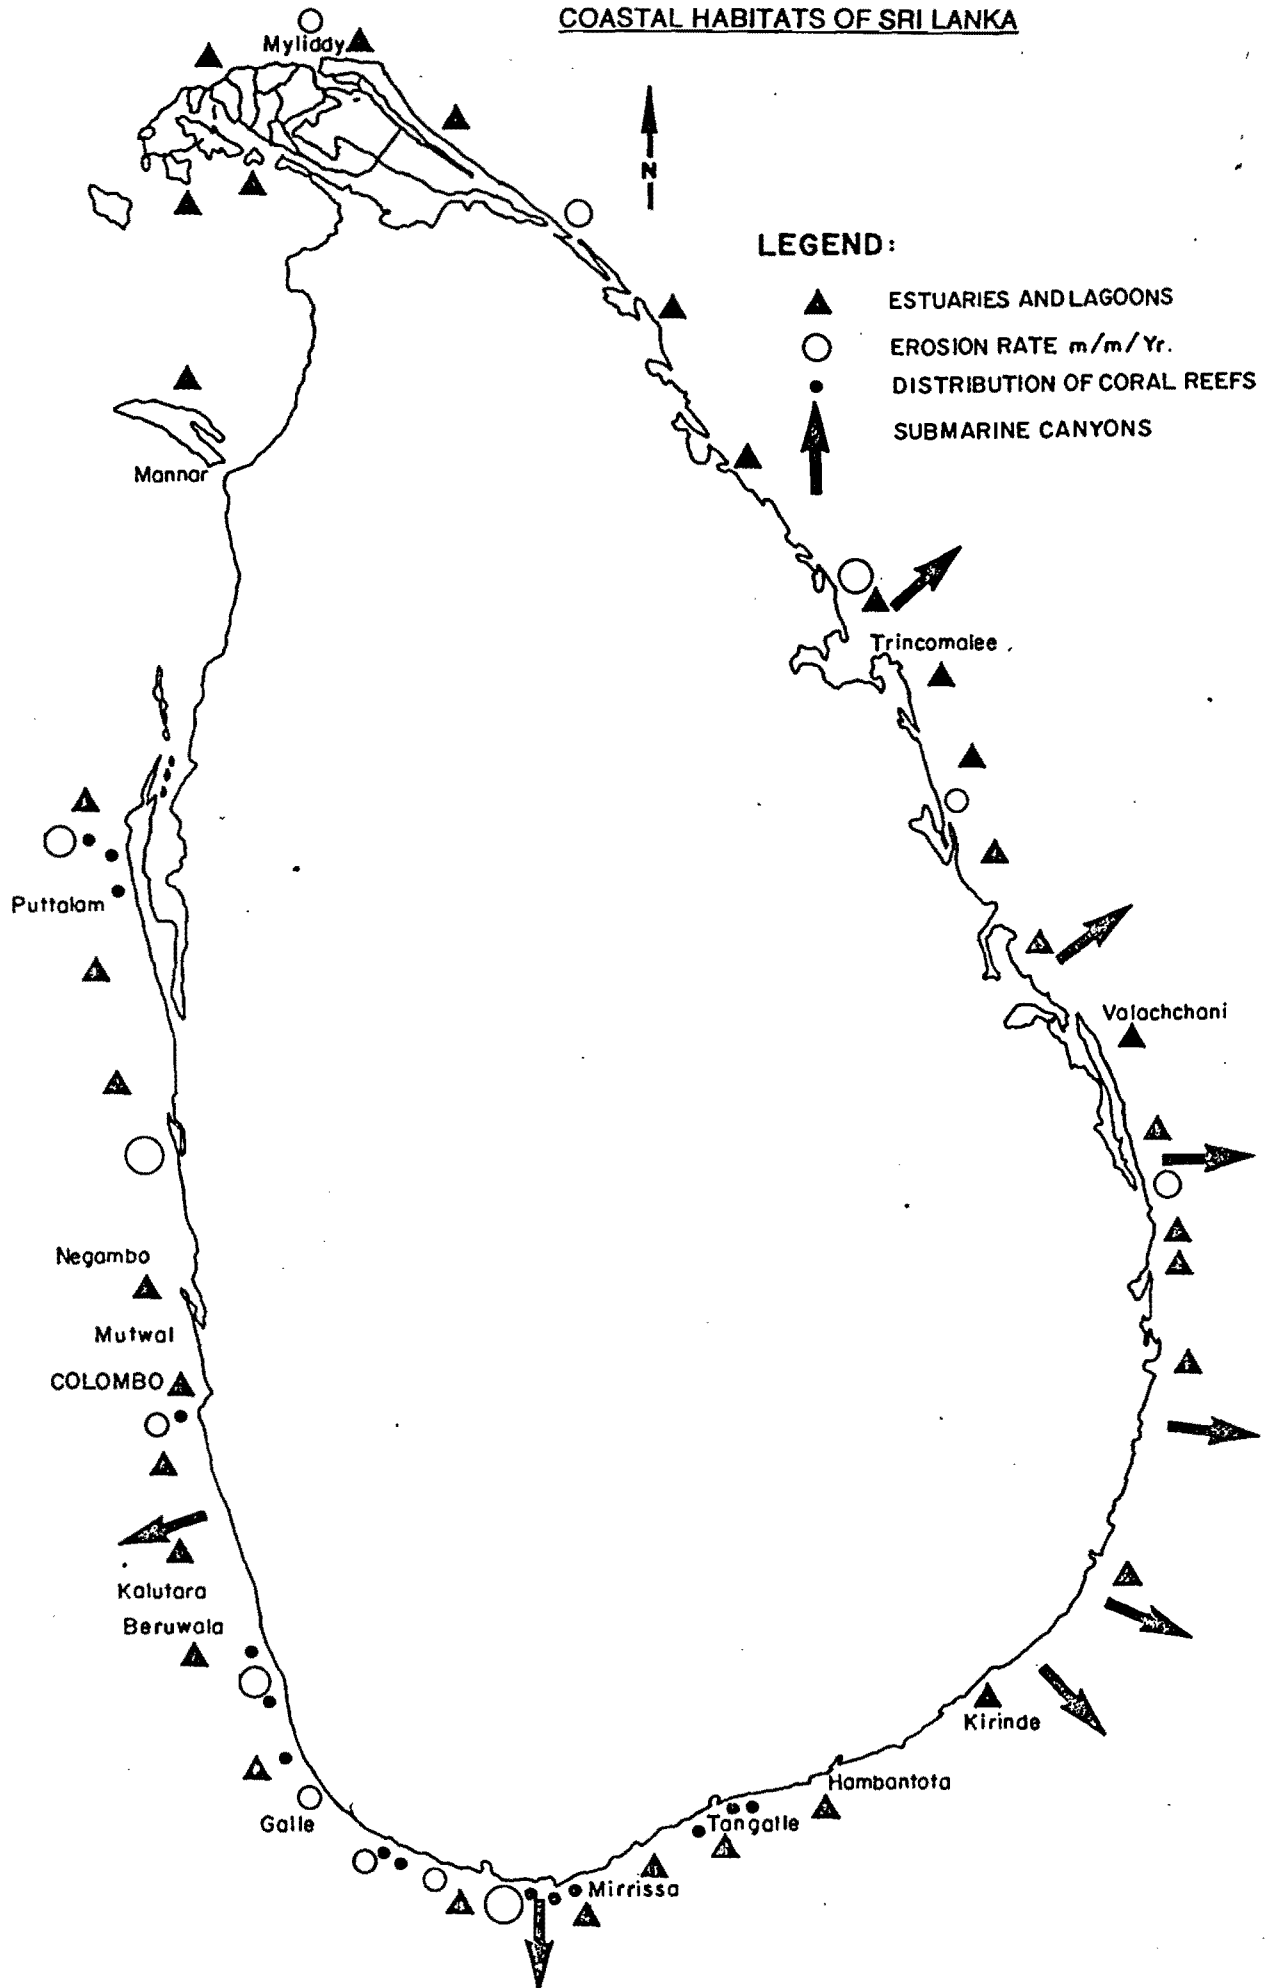 COASTAL HABITATS OF SRI LANKA
Myliddy
N
LEGEND:
ESTUARIES AND LAGOONS
EROSION RATE m/m/Yr.
DISTRIBUTION OF CORAL REEFS
SUBMARINE CANYONS
Mannar
Trincomalee
Puttalam
Valachchani
Negambo
Mutwal
COLOMBO
Kalutara
Beruwala
Kirinde
Hambantota
Galle
Tangalle
Mirrissa